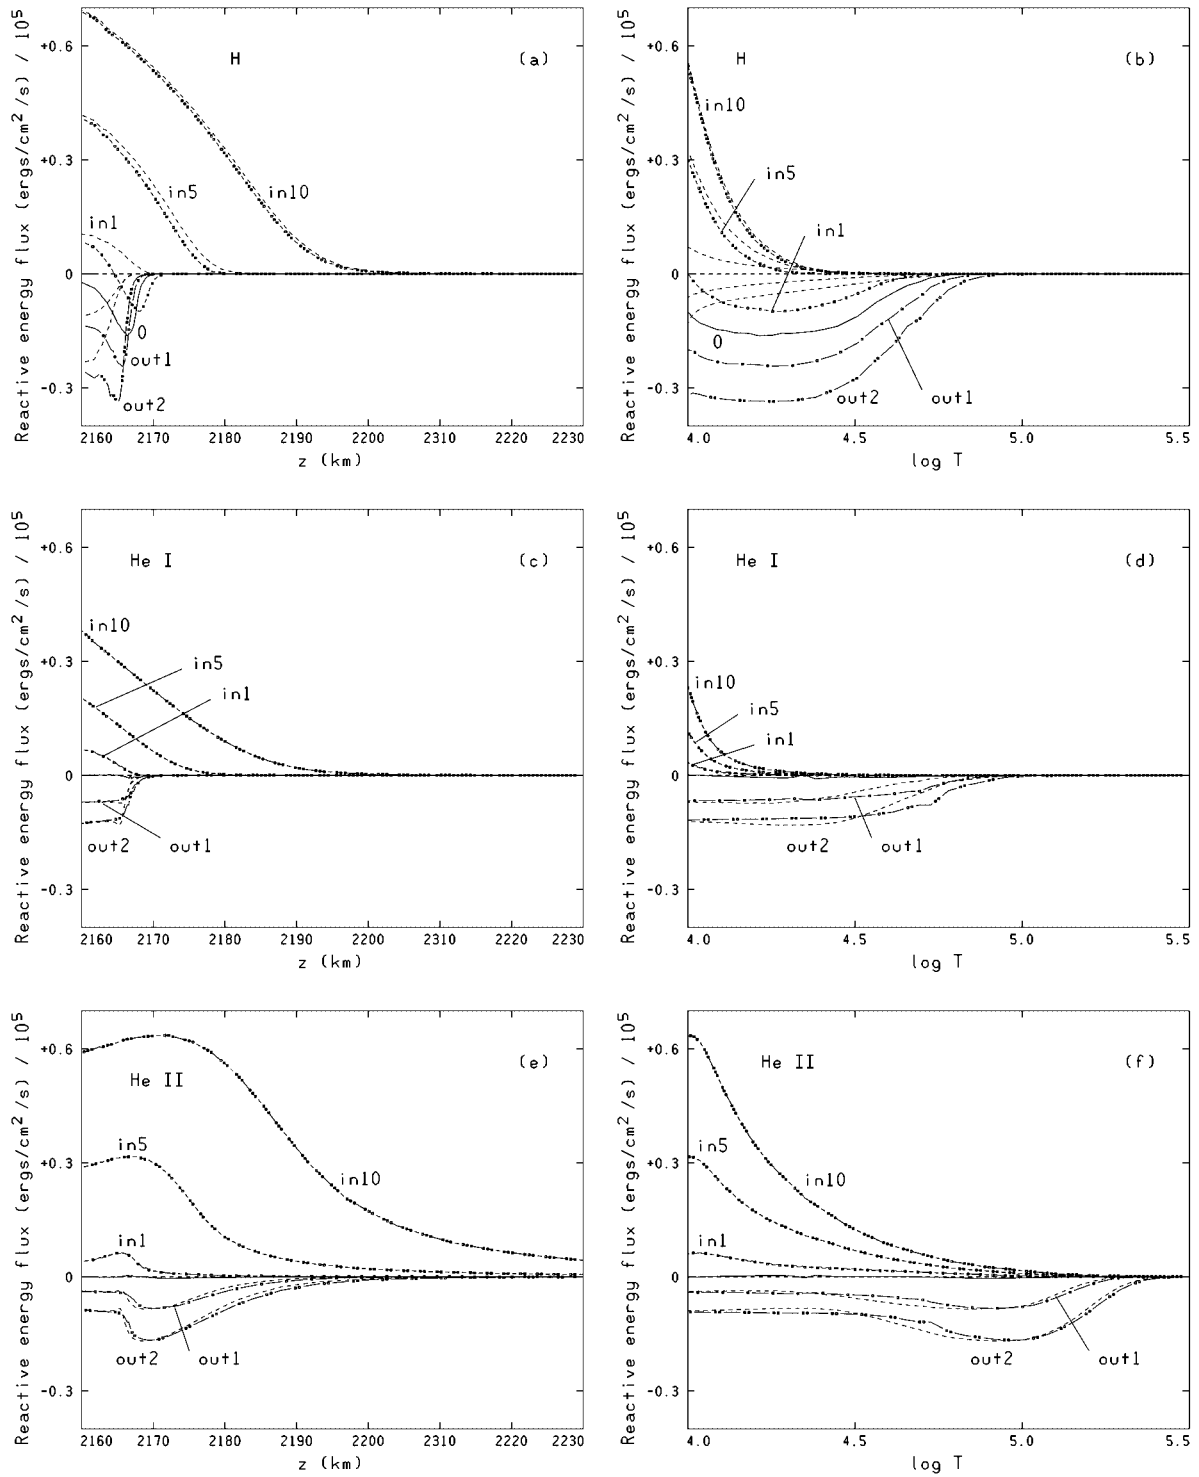 Reactive energy flux (ergs/cm²/s) / 10⁵
+0.6
+0.3
0
-0.3
H
(a)
in10
in5
in1
0
out1
out2
2160 2170 2180 2190 2200 2210 2220 2230
z (km)
Reactive energy flux (ergs/cm²/s) / 10⁵
+0.6
+0.3
0
-0.3
H
(b)
in10
in5
in1
0
out2
out1
4.0 4.5 5.0 5.5
log T
Reactive energy flux (ergs/cm²/s) / 10⁵
+0.6
+0.3
0
-0.3
He I
(c)
in10
in5
in1
out2
out1
2160 2170 2180 2190 2200 2210 2220 2230
z (km)
Reactive energy flux (ergs/cm²/s) / 10⁵
+0.6
+0.3
0
-0.3
He I
(d)
in10
in5
in1
out2
out1
4.0 4.5 5.0 5.5
log T
Reactive energy flux (ergs/cm²/s) / 10⁵
+0.6
+0.3
0
-0.3
He II
(e)
in5
in10
in1
out2
out1
2160 2170 2180 2190 2200 2210 2220 2230
z (km)
Reactive energy flux (ergs/cm²/s) / 10⁵
+0.6
+0.3
0
-0.3
He II
(f)
in5
in10
in1
out2
out1
4.0 4.5 5.0 5.5
log T